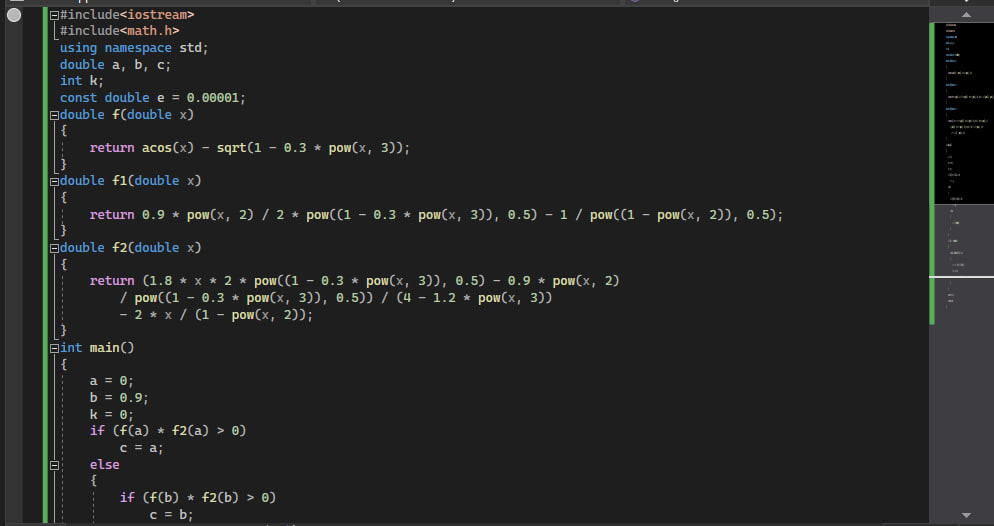 #include<iostream>
#include<math.h>
using namespace std;
double a, b, c;
int k;
const double e = 0.00001;
double f(double x)
{
return acos(x) - sqrt(1 - 0.3 * pow(x, 3));
}
double f1(double x)
{
return 0.9 * pow(x, 2) / 2 * pow((1 - 0.3 * pow(x, 3)), 0.5) - 1 / pow((1 - pow(x, 2)), 0.5);
}
double f2(double x)
{
return (1.8 * x * 2 * pow((1 - 0.3 * pow(x, 3)), 0.5) - 0.9 * pow(x, 2)
/ pow((1 - 0.3 * pow(x, 3)), 0.5)) / (4 - 1.2 * pow(x, 3))
- 2 * x / (1 - pow(x, 2));
}
int main()
{
a = 0;
b = 0.9;
k = 0;
if (f(a) * f2(a) > 0)
c = a;
else
{
if (f(b) * f2(b) > 0)
c = b;